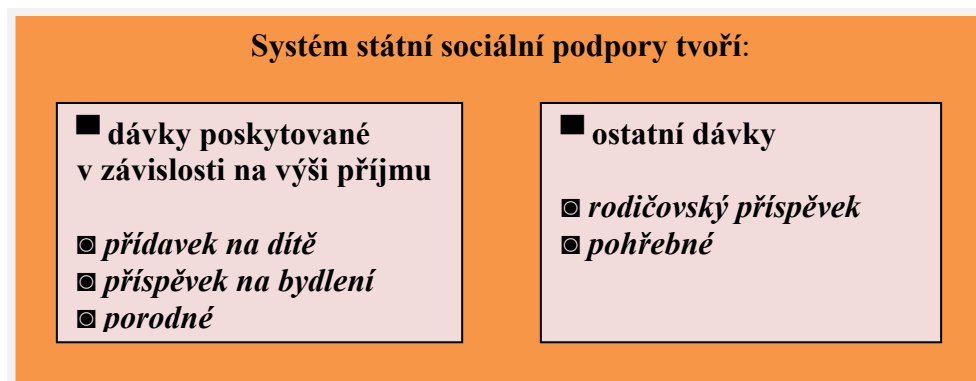 Systém státní sociální podpory tvoří:
▀ dávky poskytované
v závislosti na výši příjmu
◙ přídavek na dítě
◙ příspěvek na bydlení
◙ porodné
▀ ostatní dávky
◙ rodičovský příspěvek
◙ pohřebné